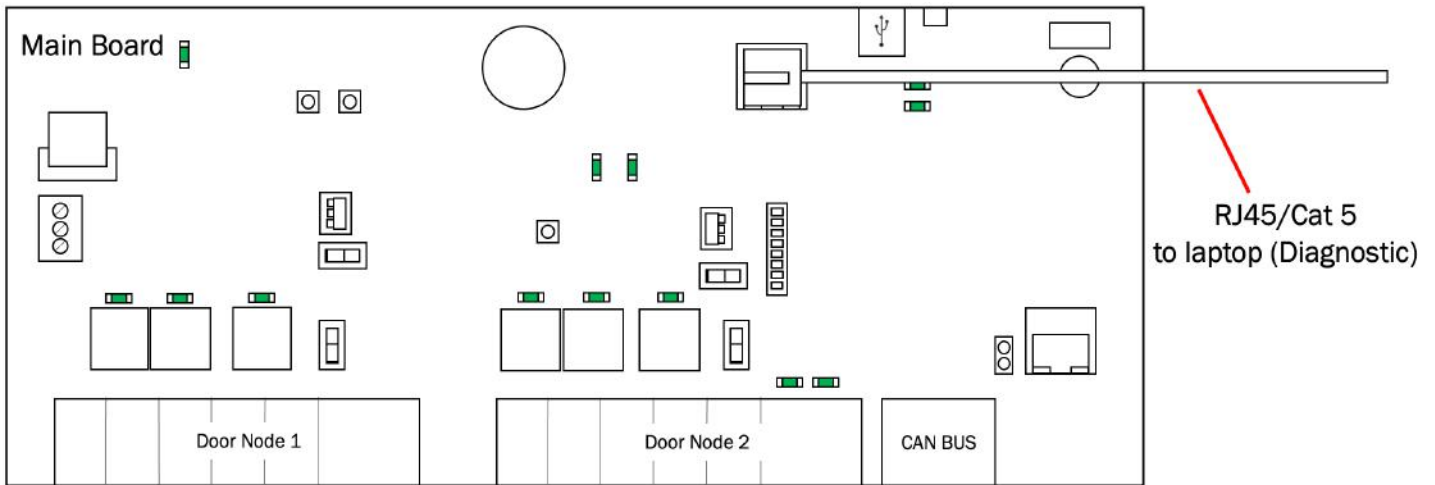 Main Board
RJ45/Cat 5
to laptop (Diagnostic)
Door Node 1
Door Node 2
CAN BUS